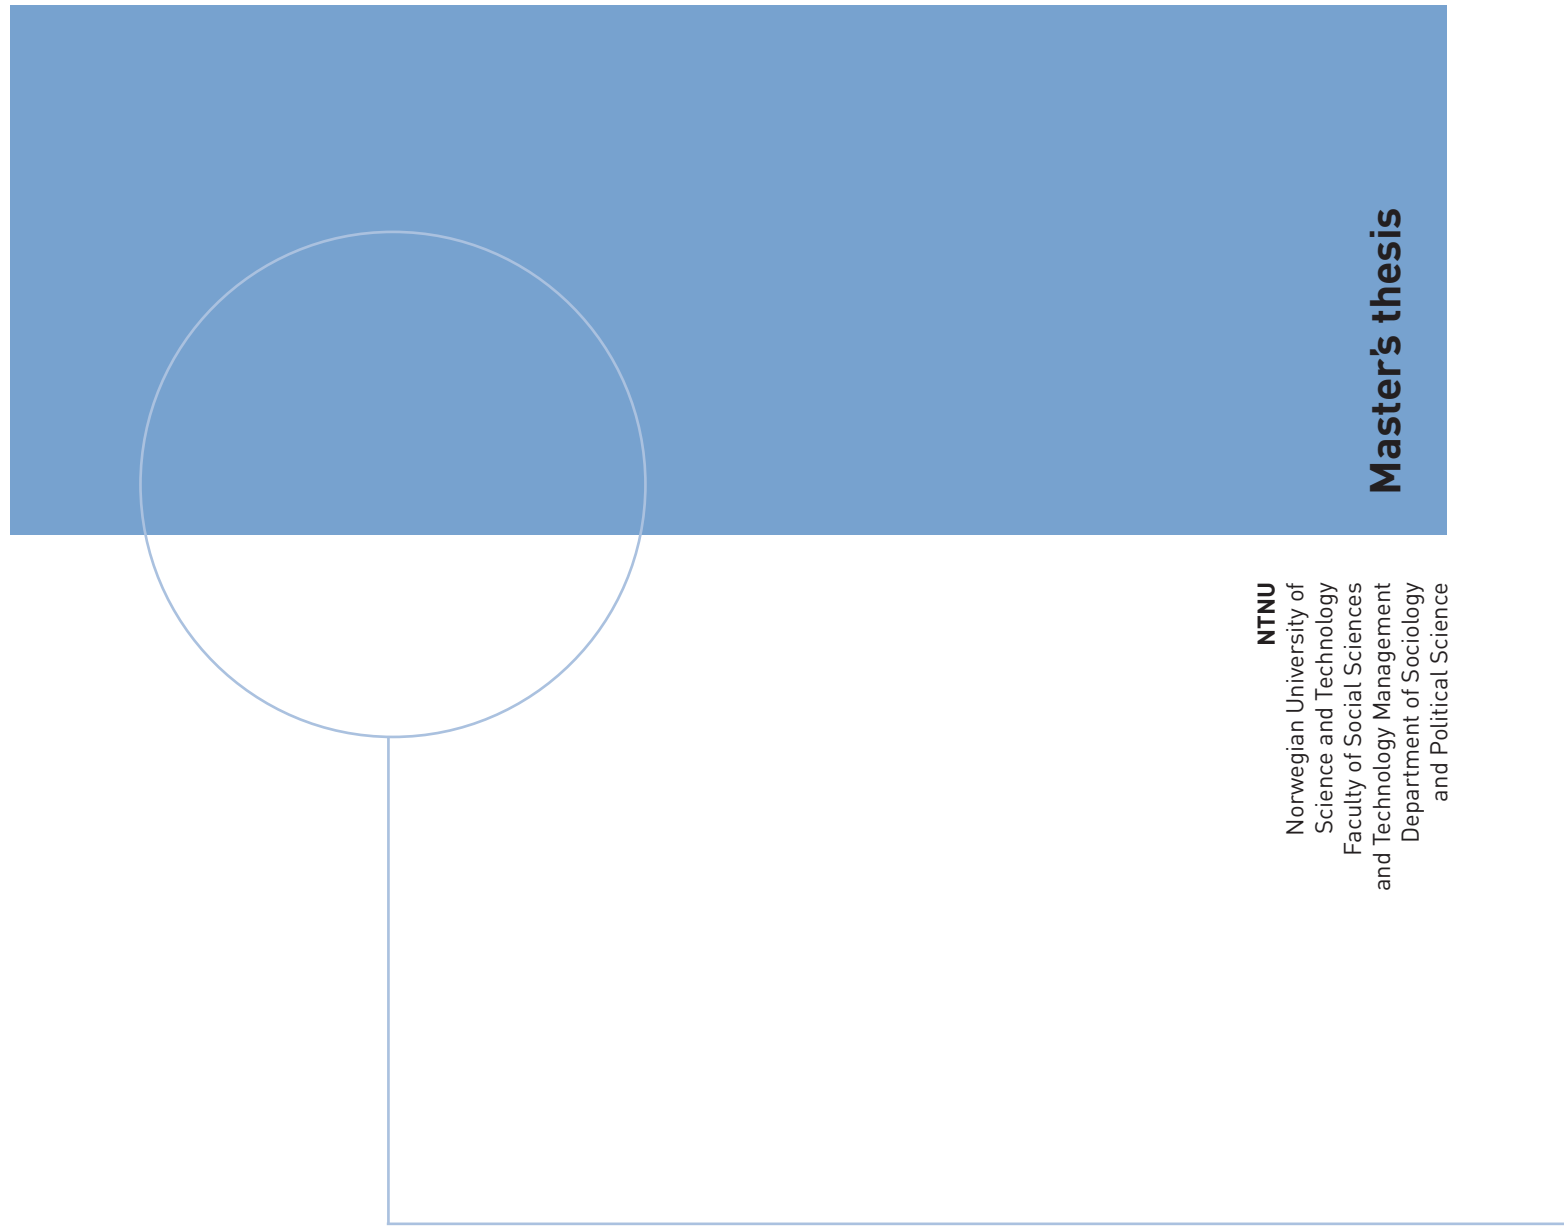 Master's thesis
NTNU
Norwegian University of
Science and Technology
Faculty of Social Sciences
and Technology Management
Department of Sociology
and Political Science